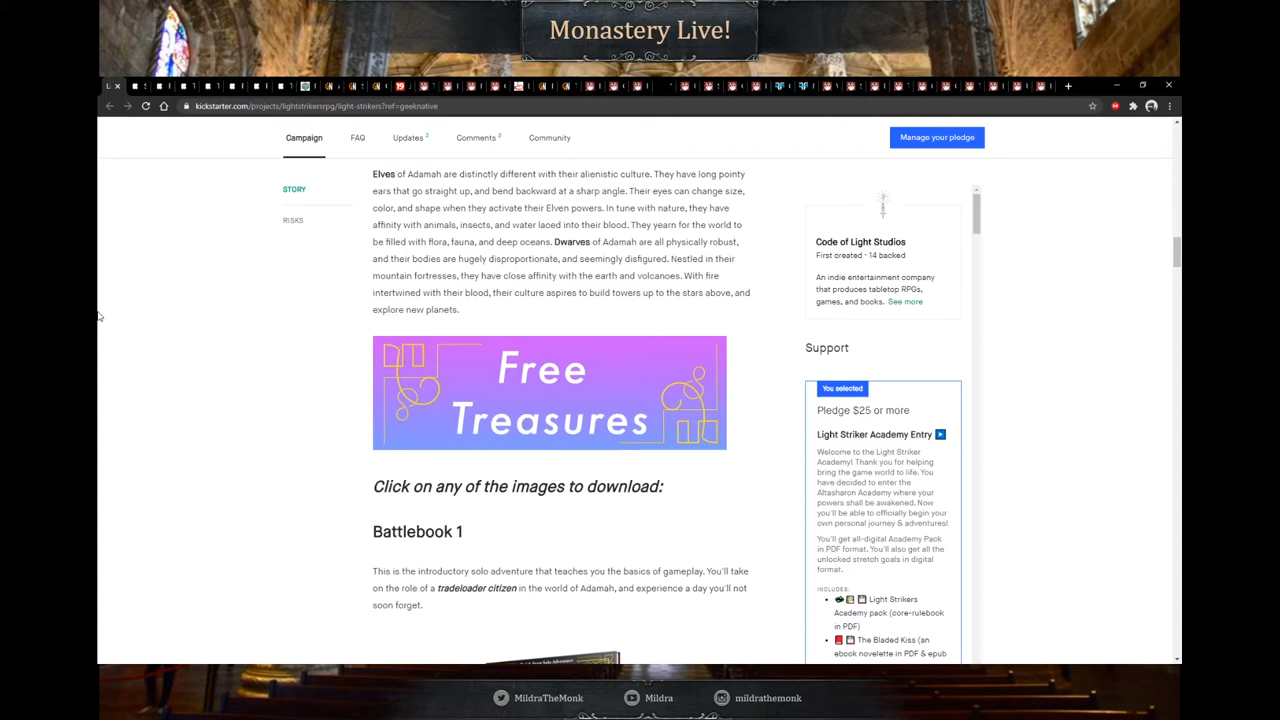 Monastery Live!
kickstarter.com/projects/lightstrikersrpg/light-strikers?ref=geeknative
Campaign FAQ Updates 3 Comments Community
Manage your pledge
STORY
RISKS
Elves of Adamah are distinctly different with their alienistic culture. They have long pointy
ears that go straight up, and bend backward at a sharp angle. Their eyes can change size,
color, and shape when they activate their Elven powers. In tune with nature, they have
affinity with animals, insects, and water laced into their blood. They yearn for the world to
be filled with flora, fauna, and deep oceans. Dwarves of Adamah are all physically robust,
and their bodies are hugely disproportionate, and seemingly disfigured. Nestled in their
mountain fortresses, they have close affinity with the earth and volcanoes. With fire
intertwined with their blood, their culture aspires to build towers up to the stars above, and
explore new planets.
Free
Treasures
Click on any of the images to download:
Battlebook 1
This is the introductory solo adventure that teaches you the basics of gameplay. You'll take
on the role of a tradeloader citizen in the world of Adamah, and experience a day you'll not
soon forget.
Code of Light Studios
First created · 14 backed
An indie entertainment company
that produces tabletop RPGs,
games, and books. See more
Support
You selected
Pledge $25 or more
Light Striker Academy Entry
Welcome to the Light Striker
Academy! Thank you for helping
bring the game world to life. You
have decided to enter the
Altasharon Academy where your
powers shall be awakened. Now
you'll be able to officially begin your
own personal journey & adventures!
You'll get all-digital Academy Pack
in PDF format. You'll also get all the
unlocked stretch goals in digital
format.
INCLUDES:
Light Strikers
Academy pack (core-rulebook
in PDF)
The Bladed Kiss (an
ebook novelette in PDF & epub
MildraTheMonk Mildra mildrathemonk